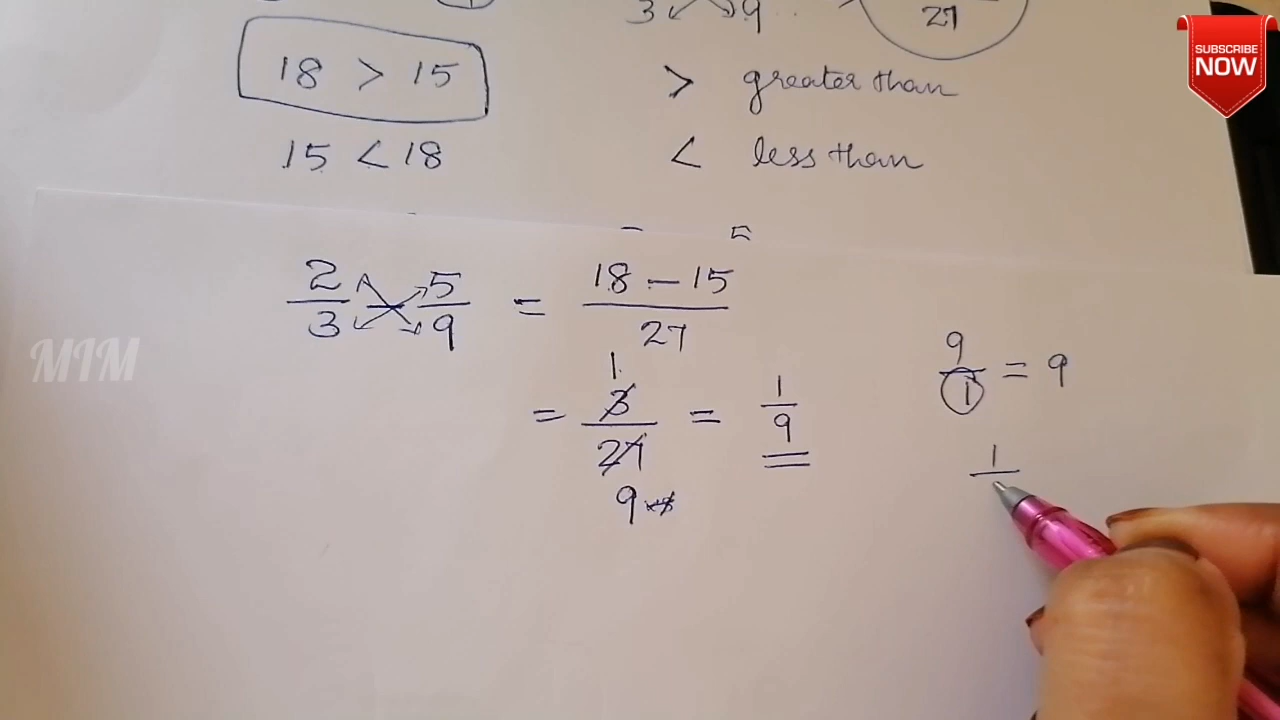 3 9
27
SUBSCRIBE
NOW
18 > 15
> greater than
15 < 18
< less than
5
2/3 - 5/9 = 18 - 15/27
1
= 3/27 = 1/9
9
9/1 = 9
1
MIM